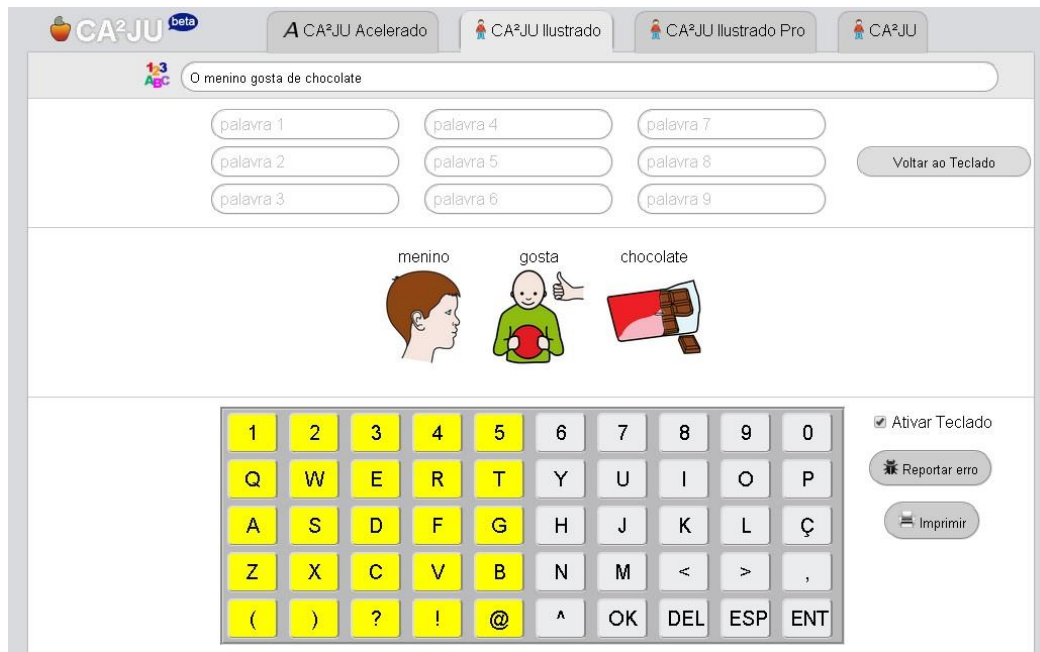 CA²JU beta
A CA²JU Acelerado
CA²JU Ilustrado
CA²JU Ilustrado Pro
CA²JU
123
ABC
O menino gosta de chocolate
palavra 1 palavra 4 palavra 7
palavra 2 palavra 5 palavra 8
Voltar ao Teclado
palavra 3 palavra 6 palavra 9
menino gosta chocolate
1 2 3 4 5 6 7 8 9 0
Q W E R T Y U I O P
A S D F G H J K L Ç
Z X C V B N M < > ,
( ) ? ! @ ^ OK DEL ESP ENT
Ativar Teclado
Reportar erro
Imprimir